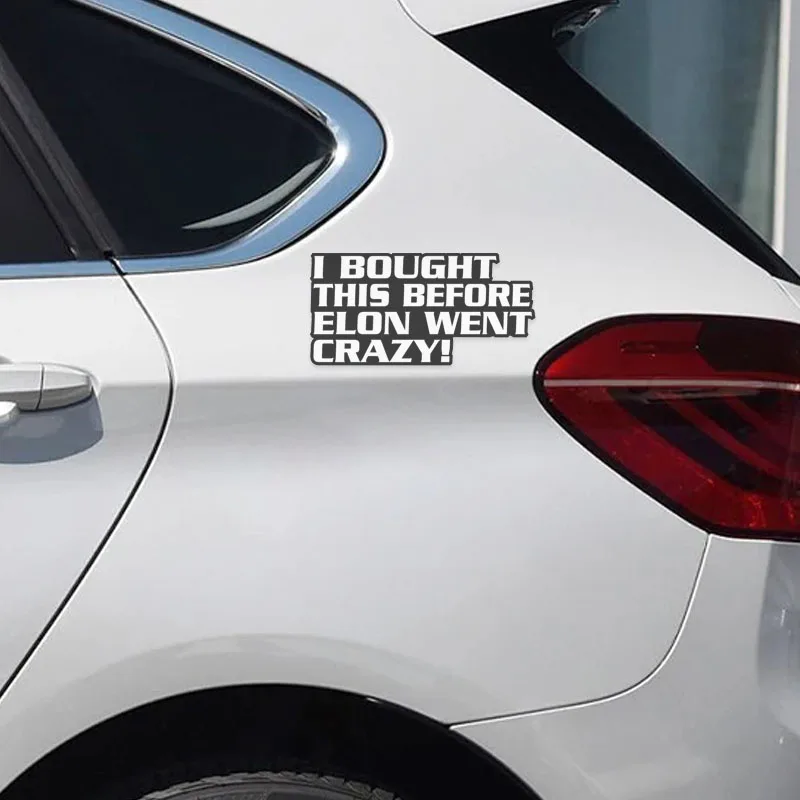 I BOUGHT
THIS BEFORE
ELON WENT
CRAZY!